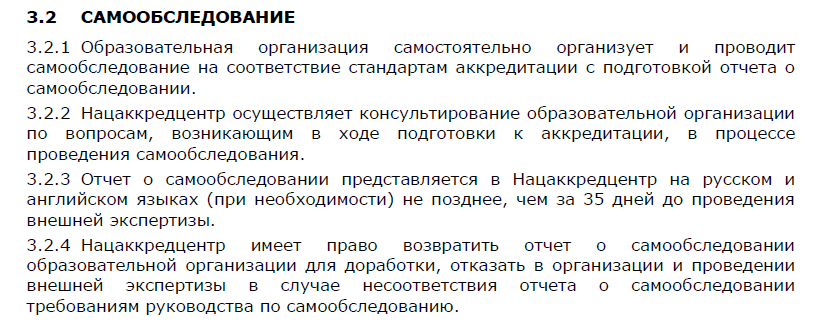 3.2 САМООБСЛЕДОВАНИЕ
3.2.1 Образовательная организация самостоятельно организует и проводит
самообследование на соответствие стандартам аккредитации с подготовкой отчета о
самообследовании.
3.2.2 Нацаккредцентр осуществляет консультирование образовательной организации
по вопросам, возникающим в ходе подготовки к аккредитации, в процессе
проведения самообследования.
3.2.3 Отчет о самообследовании представляется в Нацаккредцентр на русском и
английском языках (при необходимости) не позднее, чем за 35 дней до проведения
внешней экспертизы.
3.2.4 Нацаккредцентр имеет право возвратить отчет о самообследовании
образовательной организации для доработки, отказать в организации и проведении
внешней экспертизы в случае несоответствия отчета о самообследовании
требованиям руководства по самообследованию.